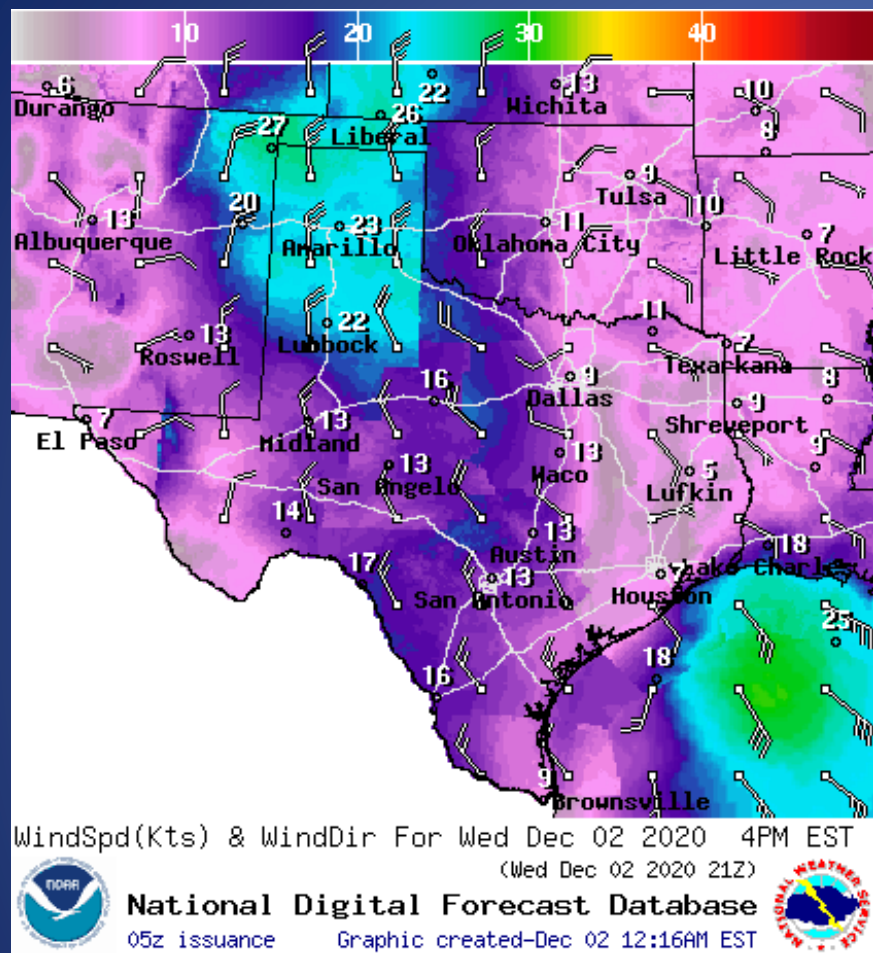 10 20 30 40
6 22 13 10
Durango Wichita
26
Liberal
27 8
9
Tulsa
13 20 23 11 10 7
Albuquerque Amarillo Oklahoma City Little Rock
13 22 11
Roswell Lubbock
7
Texarkana
9
Dallas
16 9 8
7 13 Shreveport
El Paso Midland
13 13 5 9
San Angelo Waco Lufkin
14 13 18
Austin
Lake Charles
17 13
San Antonio Houston
25
18
16
9
Brownsville
WindSpd(Kts) & WindDir For Wed Dec 02 2020 4PM EST
(Wed Dec 02 2020 21Z)
NOAA
NATIONAL WEATHER SERVICE
National Digital Forecast Database
05z issuance Graphic created-Dec 02 12:16AM EST